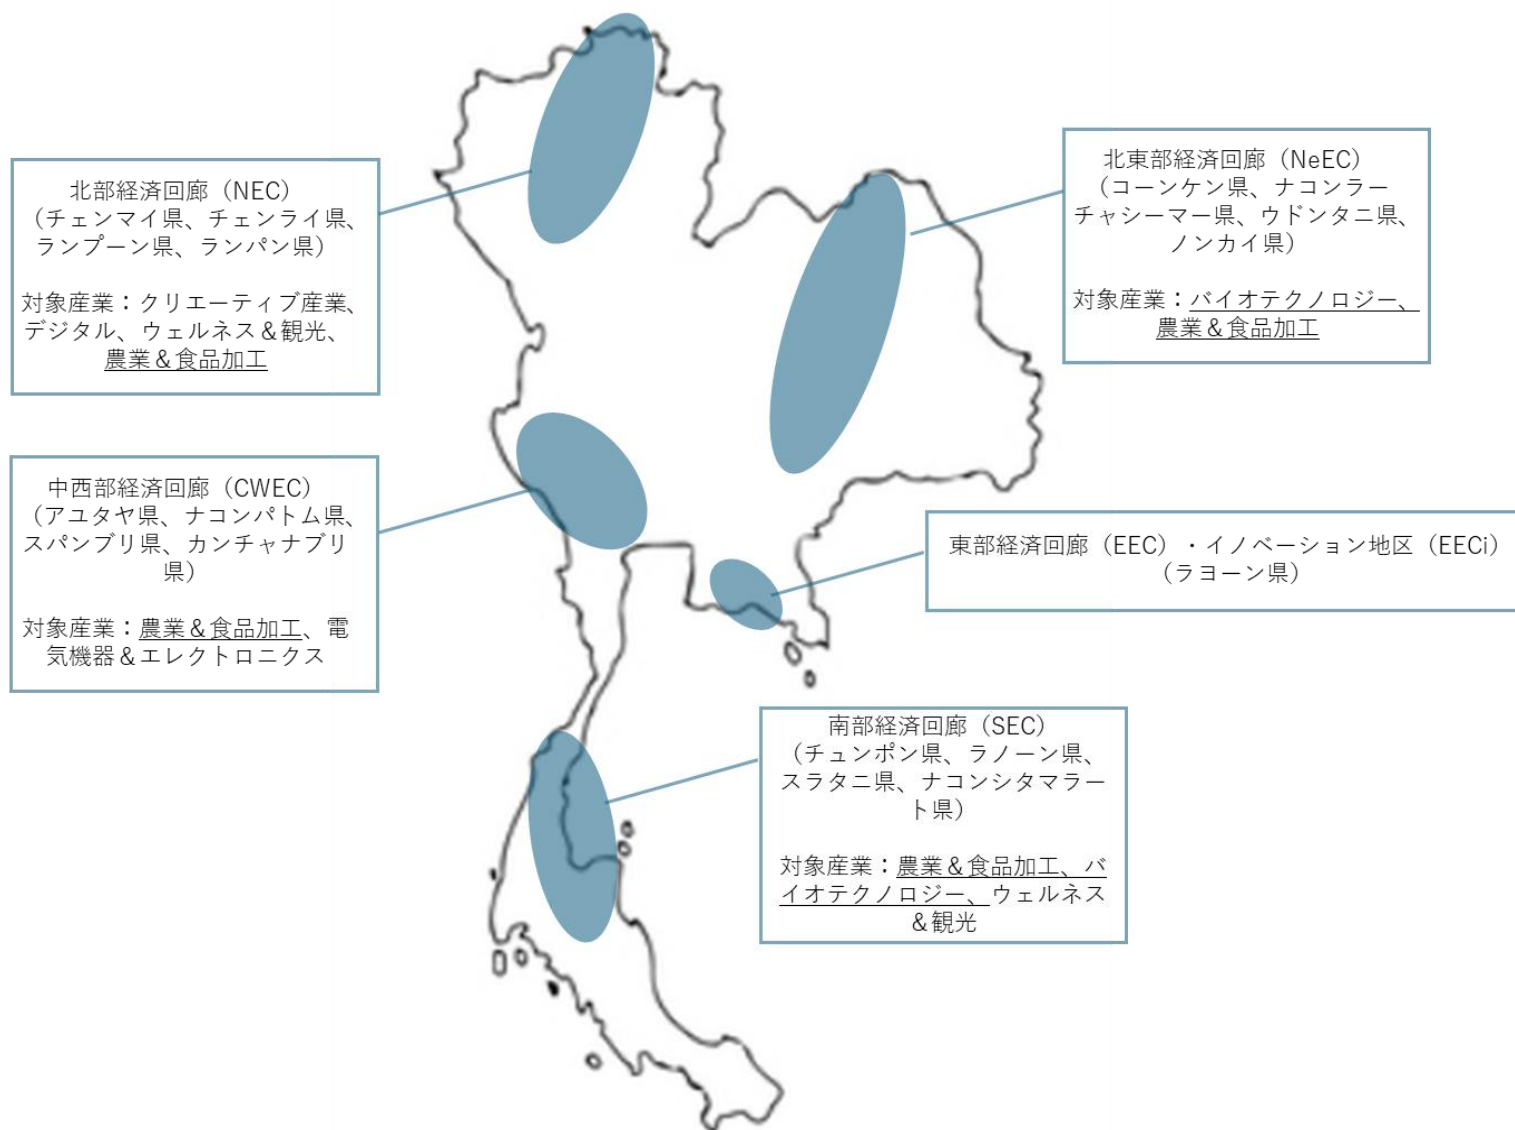 北部経済回廊（NEC）
（チェンマイ県、チェンライ県、
ランプーン県、ランパン県）
対象産業：クリエーティブ産業、
デジタル、ウェルネス＆観光、
農業＆食品加工
北東部経済回廊（NeEC）
（コーンケン県、ナコンラー
チャシーマー県、ウドンタニ県、
ノンカイ県）
対象産業：バイオテクノロジー、
農業＆食品加工
中西部経済回廊（CWEC）
（アユタヤ県、ナコンパトム県、
スパンブリ県、カンチャナブリ
県）
対象産業：農業＆食品加工、電
気機器＆エレクトロニクス
東部経済回廊（EEC）・イノベーション地区（EECi）
（ラヨーン県）
南部経済回廊（SEC）
（チュンポン県、ラノーン県、
スラタニ県、ナコンシタマラー
ト県）
対象産業：農業＆食品加工、バ
イオテクノロジー、ウェルネス
＆観光